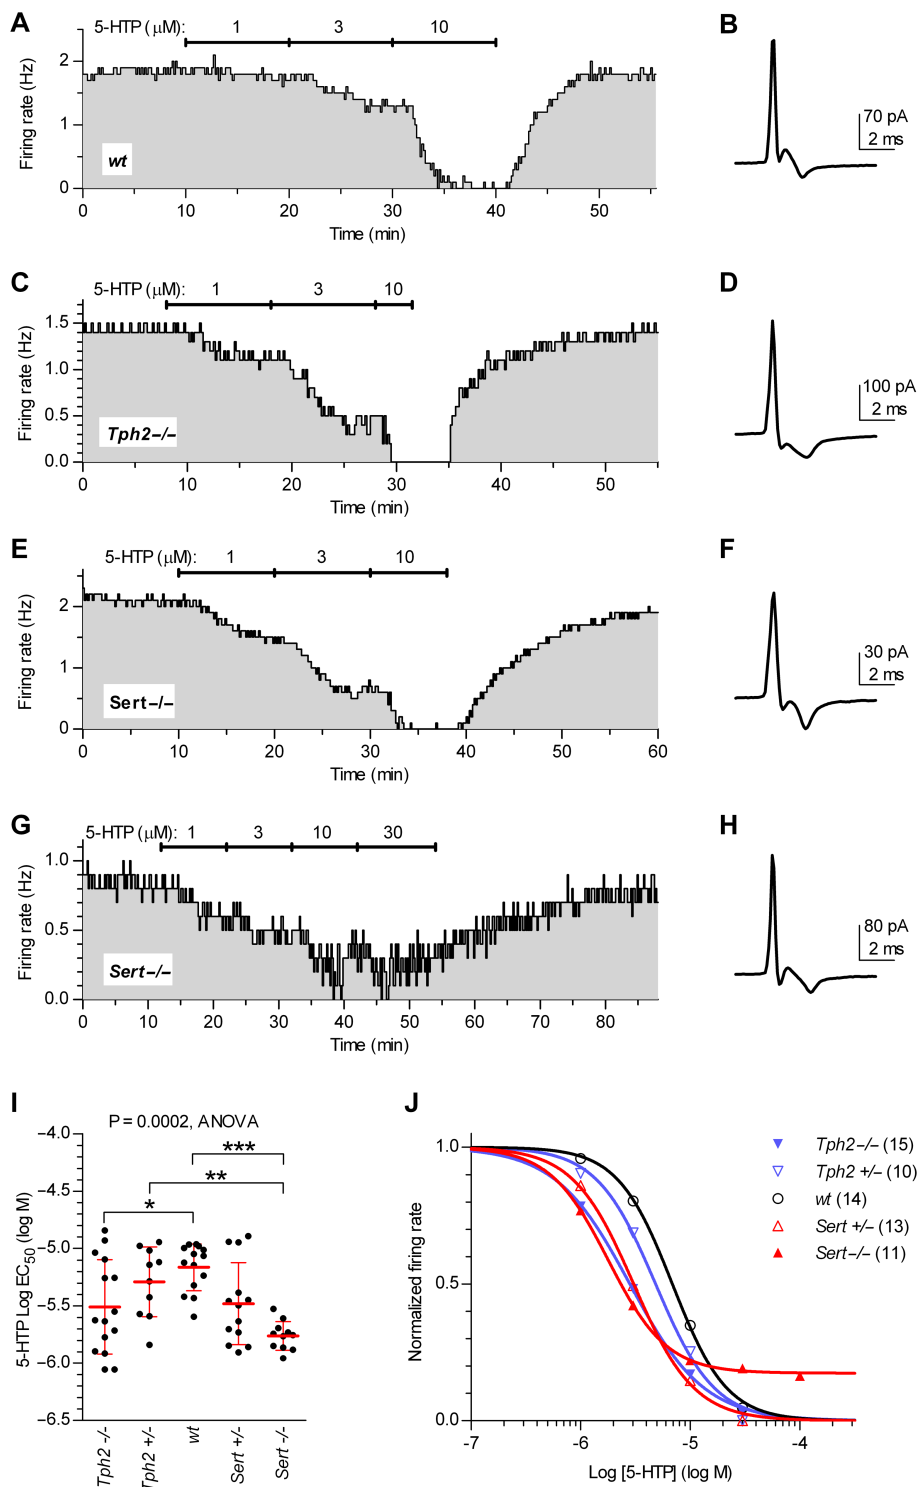 A
5-HTP (µM): 1 3 10
Firing rate (Hz)
2
1
0
wt
0 10 20 30 40 50
Time (min)
B
70 pA
2 ms
C
5-HTP (µM): 1 3 10
Firing rate (Hz)
1.5
1.0
0.5
0.0
Tph2−/−
0 10 20 30 40 50
Time (min)
D
100 pA
2 ms
E
5-HTP (µM): 1 3 10
Firing rate (Hz)
2
1
0
Sert−/−
0 10 20 30 40 50 60
Time (min)
F
30 pA
2 ms
G
5-HTP (µM): 1 3 10 30
Firing rate (Hz)
1.0
0.5
0.0
Sert−/−
0 10 20 30 40 50 60 70 80
Time (min)
H
80 pA
2 ms
I
P = 0.0002, ANOVA
5-HTP Log EC50 (log M)
−4.0
−4.5
−5.0
−5.5
−6.0
−6.5
***
**
*
Tph2 -/-
Tph2 +/-
wt
Sert +/-
Sert -/-
J
Normalized firing rate
1.0
0.5
0.0
-7 -6 -5 -4
Log [5-HTP] (log M)
Tph2−/− (15)
Tph2 +/− (10)
wt (14)
Sert +/− (13)
Sert−/− (11)